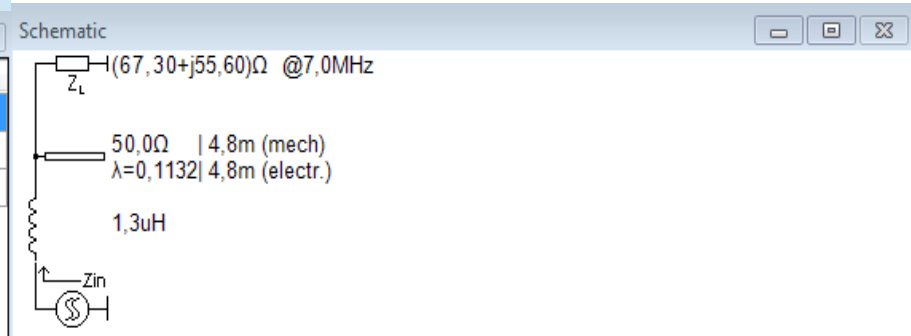 Schematic
(67,30+j55,60)Ω @7,0MHz
ZL
50,0Ω | 4,8m (mech)
λ=0,1132| 4,8m (electr.)
1,3uH
Zin